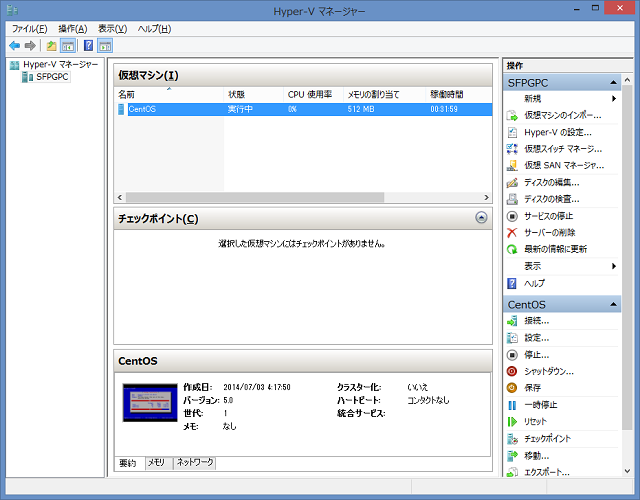 Hyper-V マネージャー
ファイル(F) 操作(A) 表示(V) ヘルプ(H)
Hyper-V マネージャー
SFPGPC
仮想マシン(I)
名前 状態 CPU 使用率 メモリの割り当て 稼働時間
CentOS 実行中 0% 512 MB 00:31:59
チェックポイント(C)
選択した仮想マシンにはチェックポイントがありません。
CentOS
作成日: 2014/07/03 4:17:50 クラスター化: いいえ
バージョン: 5.0 ハートビート: コンタクトなし
世代: 1 統合サービス:
メモ: なし
要約 メモリ ネットワーク
操作
SFPGPC
新規
仮想マシンのインポー...
Hyper-V の設定...
仮想スイッチ マネージ...
仮想 SAN マネージャ...
ディスクの編集...
ディスクの検査...
サービスの停止
サーバーの削除
最新の情報に更新
表示
ヘルプ
CentOS
接続...
設定...
停止...
シャットダウン...
保存
一時停止
リセット
チェックポイント
移動...
エクスポート...